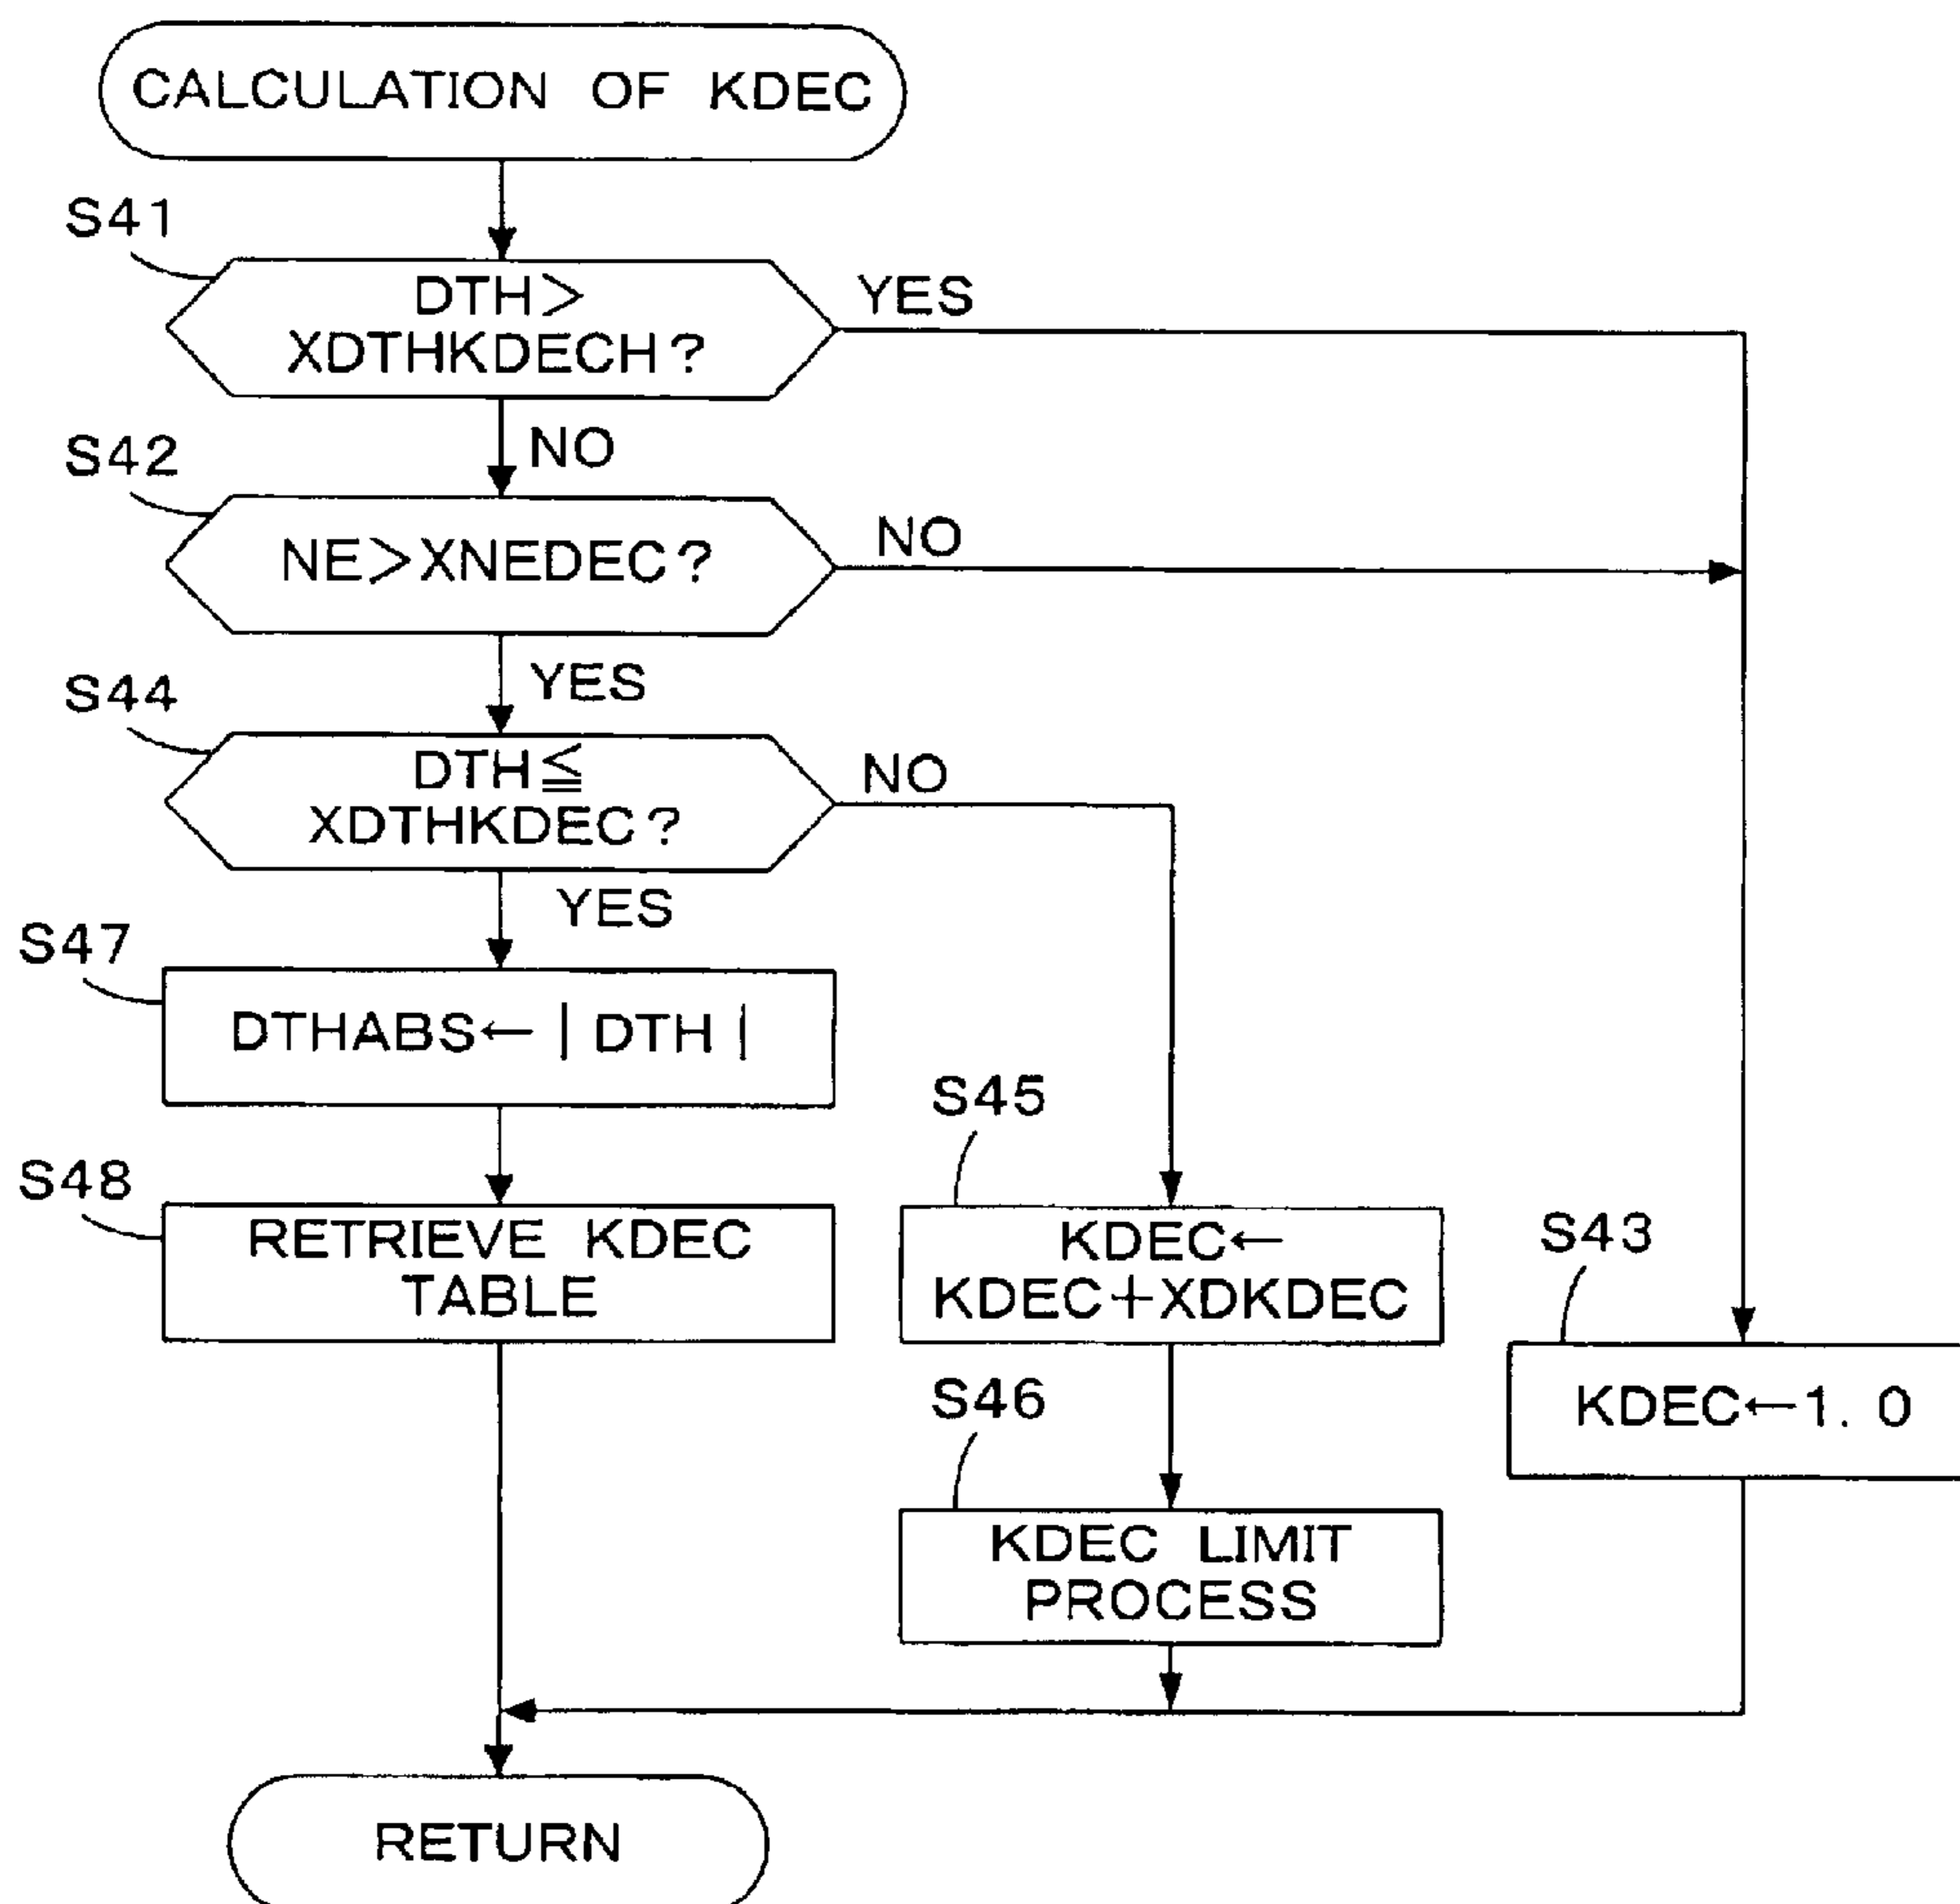 CALCULATION OF KDEC
S41
DTH>
XDTHKDECH?
YES
NO
S42
NE>XNEDEC?
NO
YES
S44
DTH≦
XDTHKDEC?
NO
YES
S47
DTHABS←|DTH|
S48
RETRIEVE KDEC
TABLE
S45
KDEC←
KDEC+XDKDEC
S43
KDEC←1.0
S46
KDEC LIMIT
PROCESS
RETURN